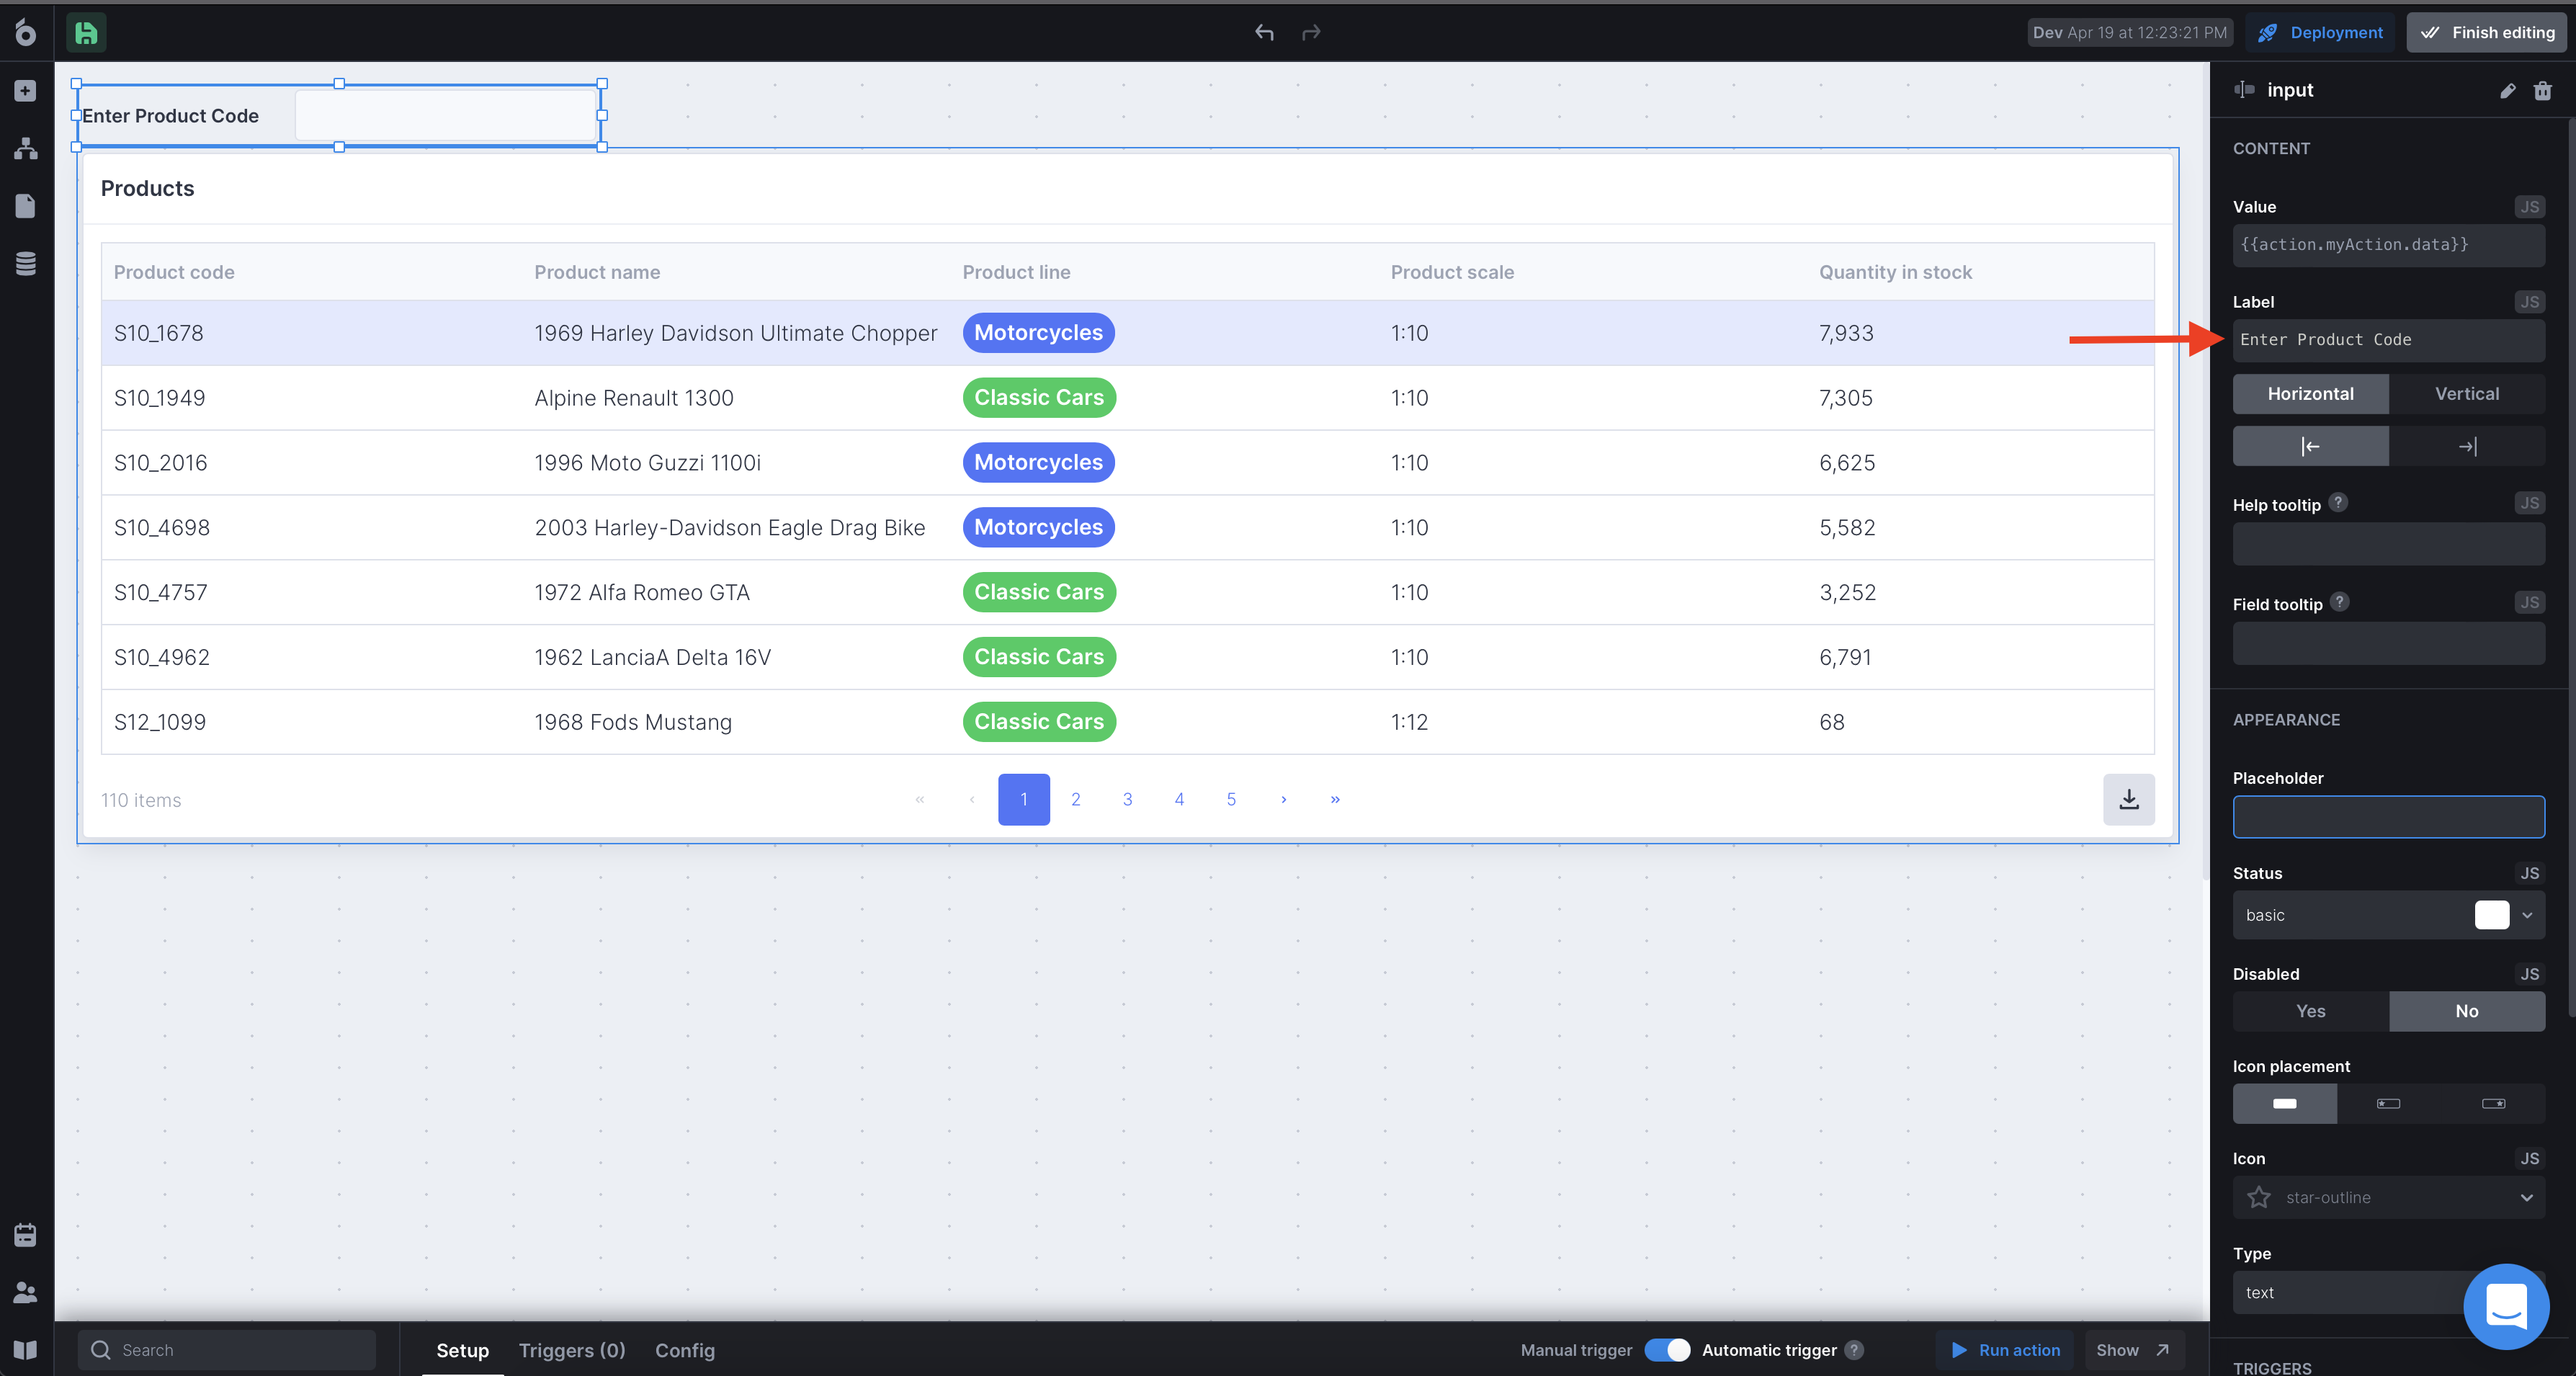 Dev Apr 19 at 12:23:21 PM
Deployment
Finish editing
Enter Product Code
Products
Product code Product name Product line Product scale Quantity in stock
S10_1678 1969 Harley Davidson Ultimate Chopper Motorcycles 1:10 7,933
S10_1949 Alpine Renault 1300 Classic Cars 1:10 7,305
S10_2016 1996 Moto Guzzi 1100i Motorcycles 1:10 6,625
S10_4698 2003 Harley-Davidson Eagle Drag Bike Motorcycles 1:10 5,582
S10_4757 1972 Alfa Romeo GTA Classic Cars 1:10 3,252
S10_4962 1962 LanciaA Delta 16V Classic Cars 1:10 6,791
S12_1099 1968 Fods Mustang Classic Cars 1:12 68
110 items « ‹ 1 2 3 4 5 › »
input
CONTENT
Value JS
{{action.myAction.data}}
Label JS
Enter Product Code
Horizontal Vertical
Help tooltip ? JS
Field tooltip ? JS
APPEARANCE
Placeholder
Status JS
basic
Disabled JS
Yes No
Icon placement
Icon JS
star-outline
Type
text
TRIGGERS
Search
Setup Triggers (0) Config
Manual trigger Automatic trigger ? Run action Show